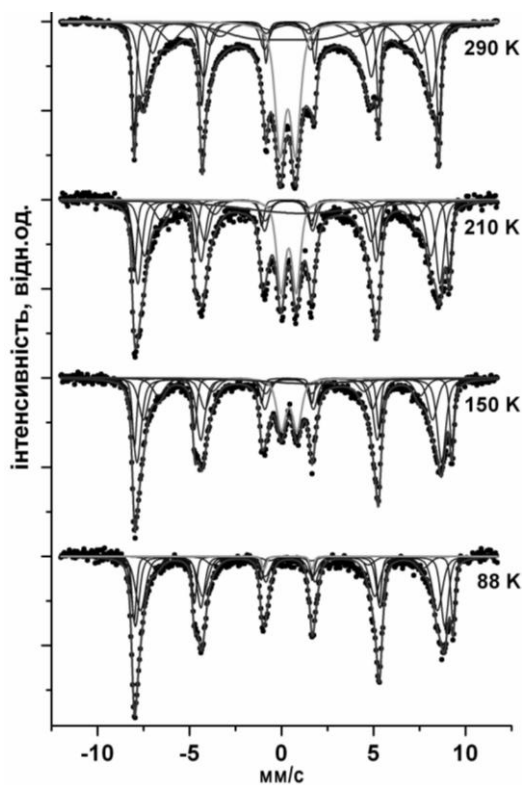 290 K
210 K
150 K
88 K
інтенсивність, відн.од.
-10 -5 0 5 10
мм/с